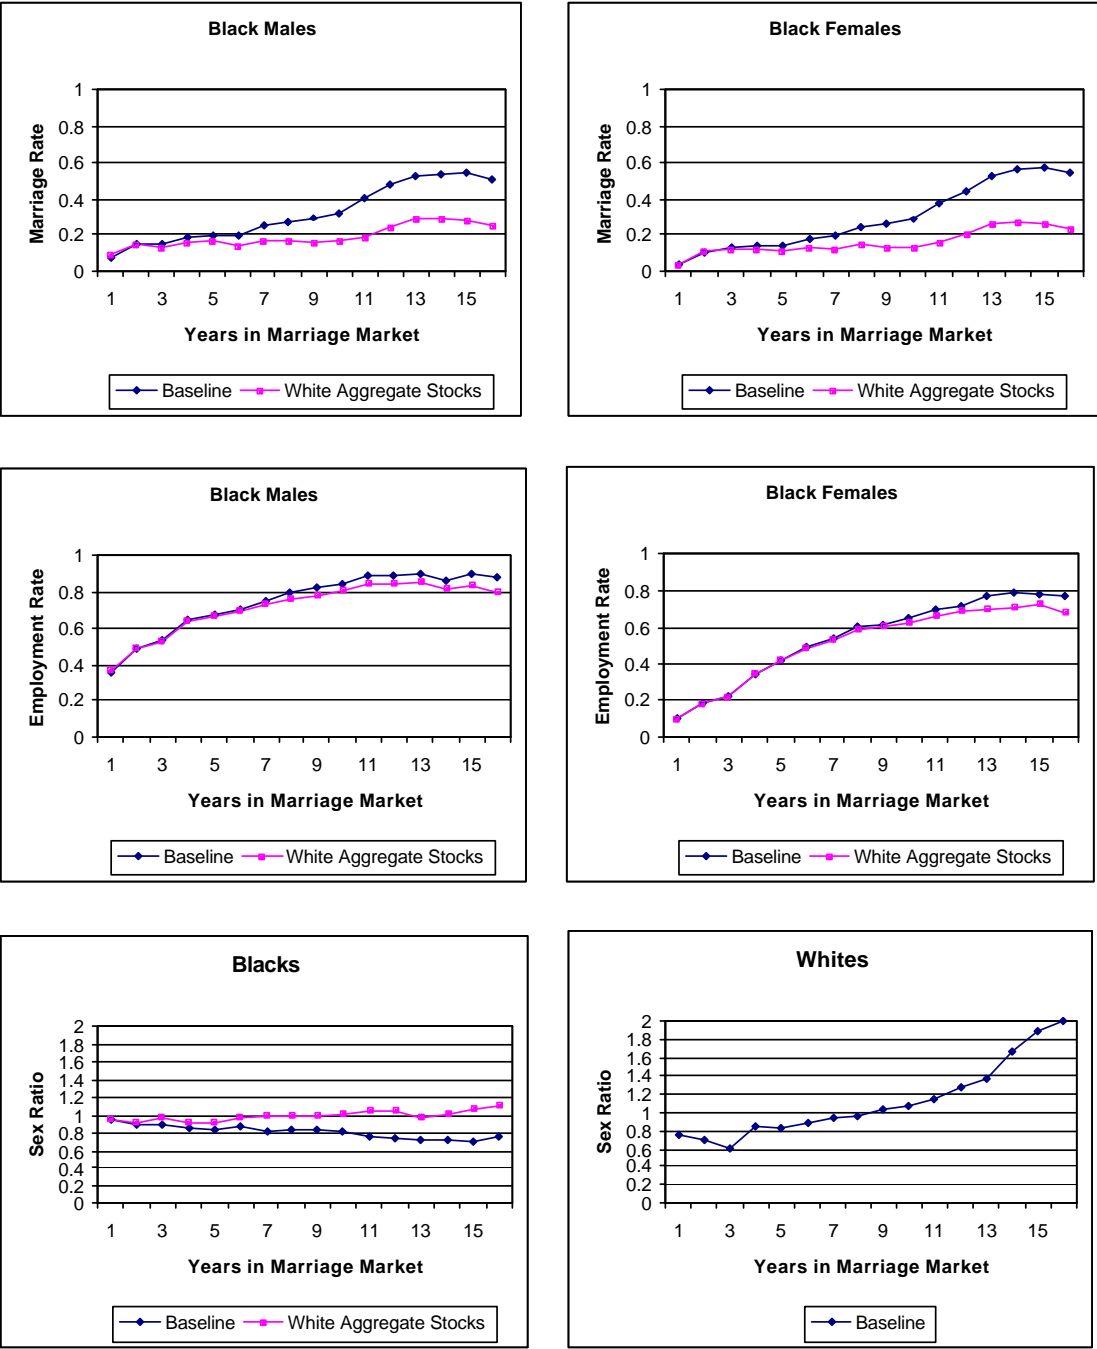 Black Males
1
0.8
0.6
0.4
0.2
0
Marriage Rate
1 3 5 7 9 11 13 15
Years in Marriage Market
Baseline White Aggregate Stocks
Black Females
1
0.8
0.6
0.4
0.2
0
Marriage Rate
1 3 5 7 9 11 13 15
Years in Marriage Market
Baseline White Aggregate Stocks
Black Males
1
0.8
0.6
0.4
0.2
0
Employment Rate
1 3 5 7 9 11 13 15
Years in Marriage Market
Baseline White Aggregate Stocks
Black Females
1
0.8
0.6
0.4
0.2
0
Employment Rate
1 3 5 7 9 11 13 15
Years in Marriage Market
Baseline White Aggregate Stocks
Blacks
2
1.8
1.6
1.4
1.2
1
0.8
0.6
0.4
0.2
0
Sex Ratio
1 3 5 7 9 11 13 15
Years in Marriage Market
Baseline White Aggregate Stocks
Whites
2
1.8
1.6
1.4
1.2
1
0.8
0.6
0.4
0.2
0
Sex Ratio
1 3 5 7 9 11 13 15
Years in Marriage Market
Baseline